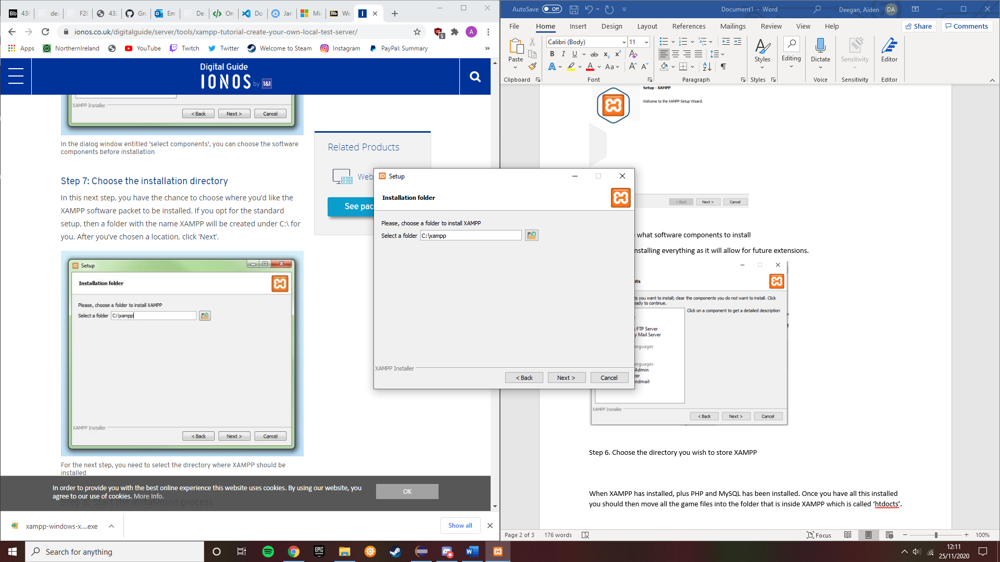 436
dea
F28
432
Gn
Em
De
On
Do
Jan
Mi
We
ionos.co.uk/digitalguide/server/tools/xampp-tutorial-create-your-own-local-test-server/
5
A
Apps
NorthernIreland
YouTube
Twitch
Twitter
Welcome to Steam
Instagram
PayPal: Summary
»
Digital Guide
IONOS by 1&1
XAMPP Installer
< Back
Next >
Cancel
In the dialog window entitled 'select components', you can choose the software
components before installation
Step 7: Choose the installation directory
In this next step, you have the chance to choose where you’d like the
XAMPP software packet to be installed. If you opt for the standard
setup, then a folder with the name XAMPP will be created under C:\ for
you. After you’ve chosen a location, click ‘Next’.
Setup
Installation folder
Please, choose a folder to install XAMPP
Select a folder C:\xampp
XAMPP Installer
< Back
Next >
Cancel
For the next step, you need to select the directory where XAMPP should be
installed
Related Products
Web
See pac
In order to provide you with the best online experience this website uses cookies. By using our website, you
agree to our use of cookies. More Info.
OK
Step 8: Start the installation process
xampp-windows-x....exe
Show all
Setup
Installation folder
Please, choose a folder to install XAMPP
Select a folder C:\xampp
XAMPP Installer
< Back
Next >
Cancel
AutoSave Off
Document1 - Word
Deegan, Aiden DA
File
Home
Insert
Design
Layout
References
Mailings
Review
View
Help
Share
Comments
Paste
Calibri (Body)
11
B I U ab x₂ x²
A A Aa A A
Styles
Editing
Dictate
Sensitivity
Editor
Clipboard
Font
Paragraph
Styles
Voice
Sensitivity
Editor
Setup - XAMPP
Welcome to the XAMPP Setup Wizard.
< Back
Next >
Cancel
what software components to install
nstalling everything as it will allow for future extensions.
nts
s you want to install; clear the components you do not want to install. Click
eady to continue.
Click on a component to get a detailed description
FTP Server
y Mail Server
nguages
nguages
Admin
zer
ndmail
XAMPP Installer
< Back
Next >
Cancel
Step 6. Choose the directory you wish to store XAMPP
When XAMPP has installed, plus PHP and MySQL has been installed. Once you have all this installed
you should then move all the game files into the folder that is inside XAMPP which is called ‘htdocts’.
Page 2 of 3
176 words
Focus
100%
Search for anything
EPIC GAMES
12:11
25/11/2020